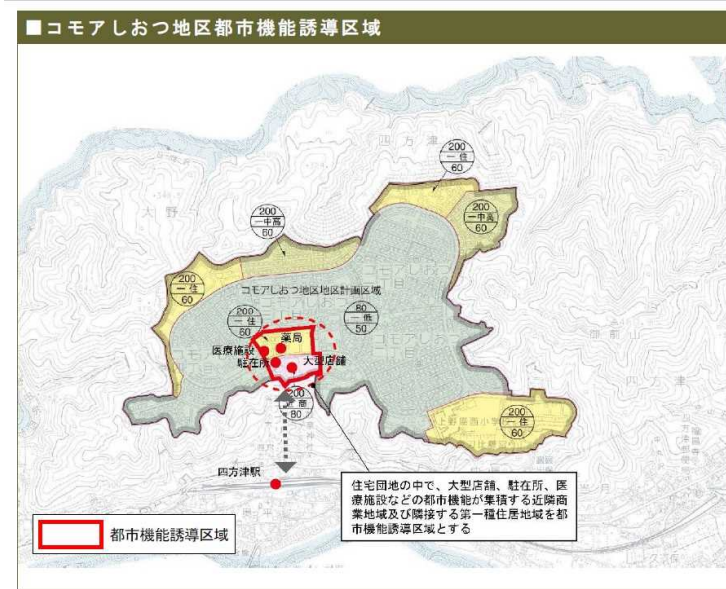 ■コモアしおつ地区都市機能誘導区域
四方津
200
一住
60
大野
200
一中高
60
200
一中高
60
200
一住
60
コモアしおつ地区地区計画区域
200
一住
60
80
一低
50
薬局
医療施設
駐在所
大型店舗
200
近商
80
200
一住
60
四方津駅
住宅団地の中で、大型店舗、駐在所、医
療施設などの都市機能が集積する近隣商
業地域及び隣接する第一種住居地域を都
市機能誘導区域とする
都市機能誘導区域